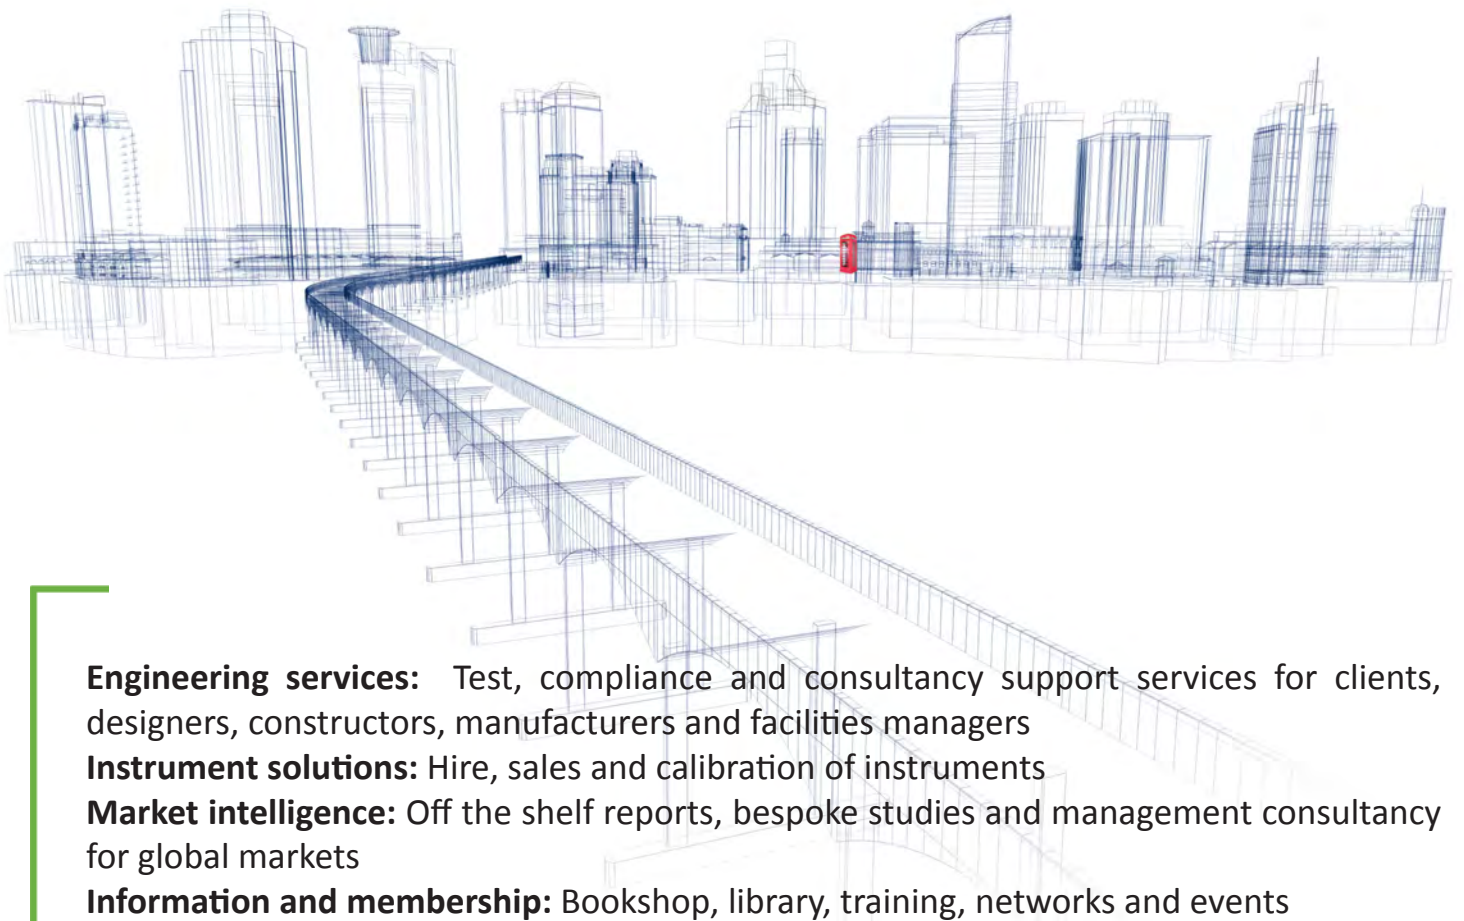 Engineering services: Test, compliance and consultancy support services for clients,
designers, constructors, manufacturers and facilities managers
Instrument solutions: Hire, sales and calibration of instruments
Market intelligence: Off the shelf reports, bespoke studies and management consultancy
for global markets
Information and membership: Bookshop, library, training, networks and events